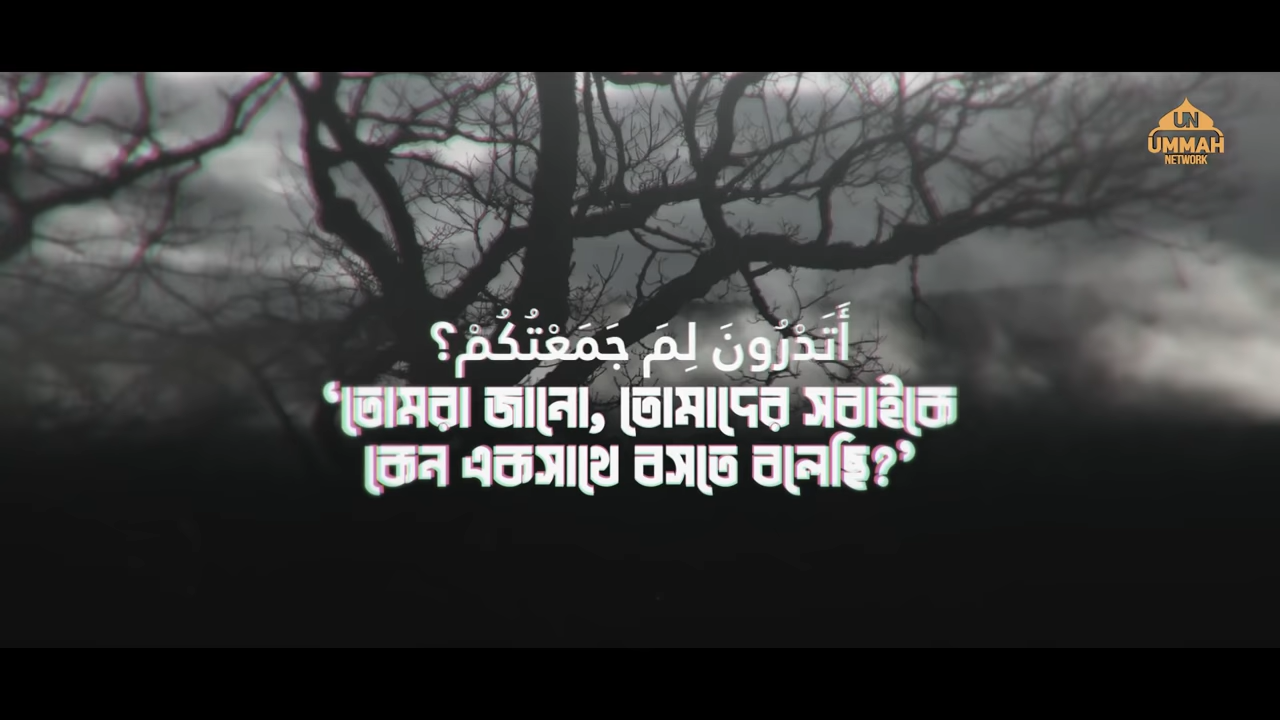 UN
UMMAH
NETWORK
أَتَدْرُونَ لِمَ جَمَعْتُكُمْ؟
‘তোমরা জানো, তোমাদের সবাইকে
কেন একসাথে বসতে বলেছি?’